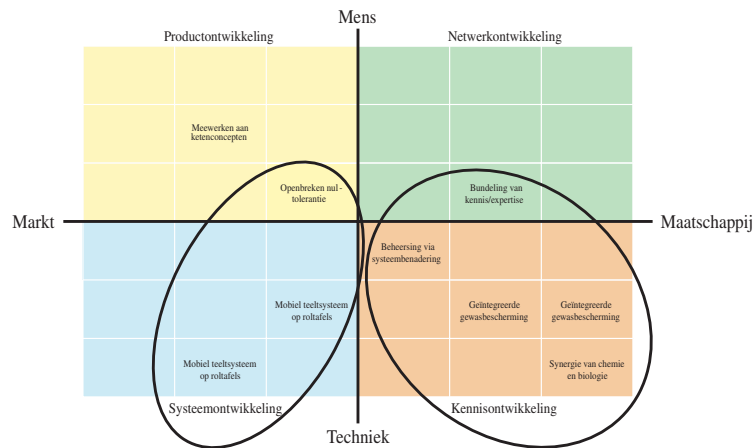 Mens
Productontwikkeling
Netwerkontwikkeling
Meewerken aan
ketenconcepten
Openbreken nul-
tolerantie
Bundeling van
kennis/expertise
Markt
Maatschappij
Beheersing via
systeembenadering
Mobiel teeltsysteem
op roltafels
Geïntegreerde
gewasbescherming
Geïntegreerde
gewasbescherming
Mobiel teeltsysteem
op roltafels
Synergie van chemie
en biologie
Systeemontwikkeling
Kennisontwikkeling
Techniek